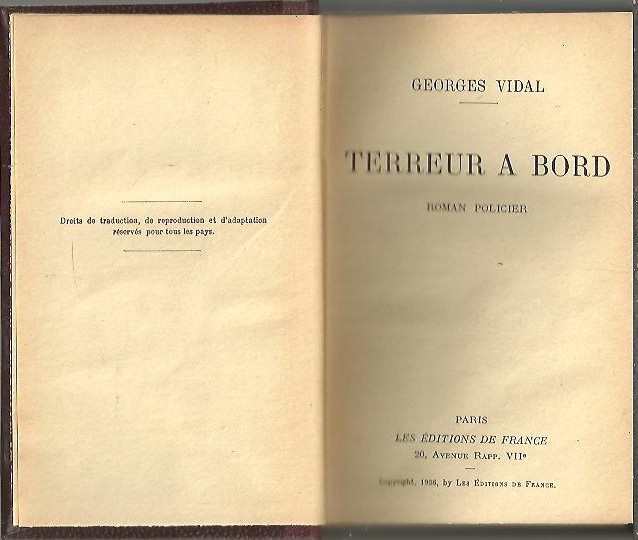 Droits de traduction, de reproduction et d'adaptation
réservés pour tous les pays.
GEORGES VIDAL
TERREUR A BORD
ROMAN POLICIER
PARIS
LES ÉDITIONS DE FRANCE
20, AVENUE RAPP. VIIe
Copyright, 1936, by LES ÉDITIONS DE FRANCE.